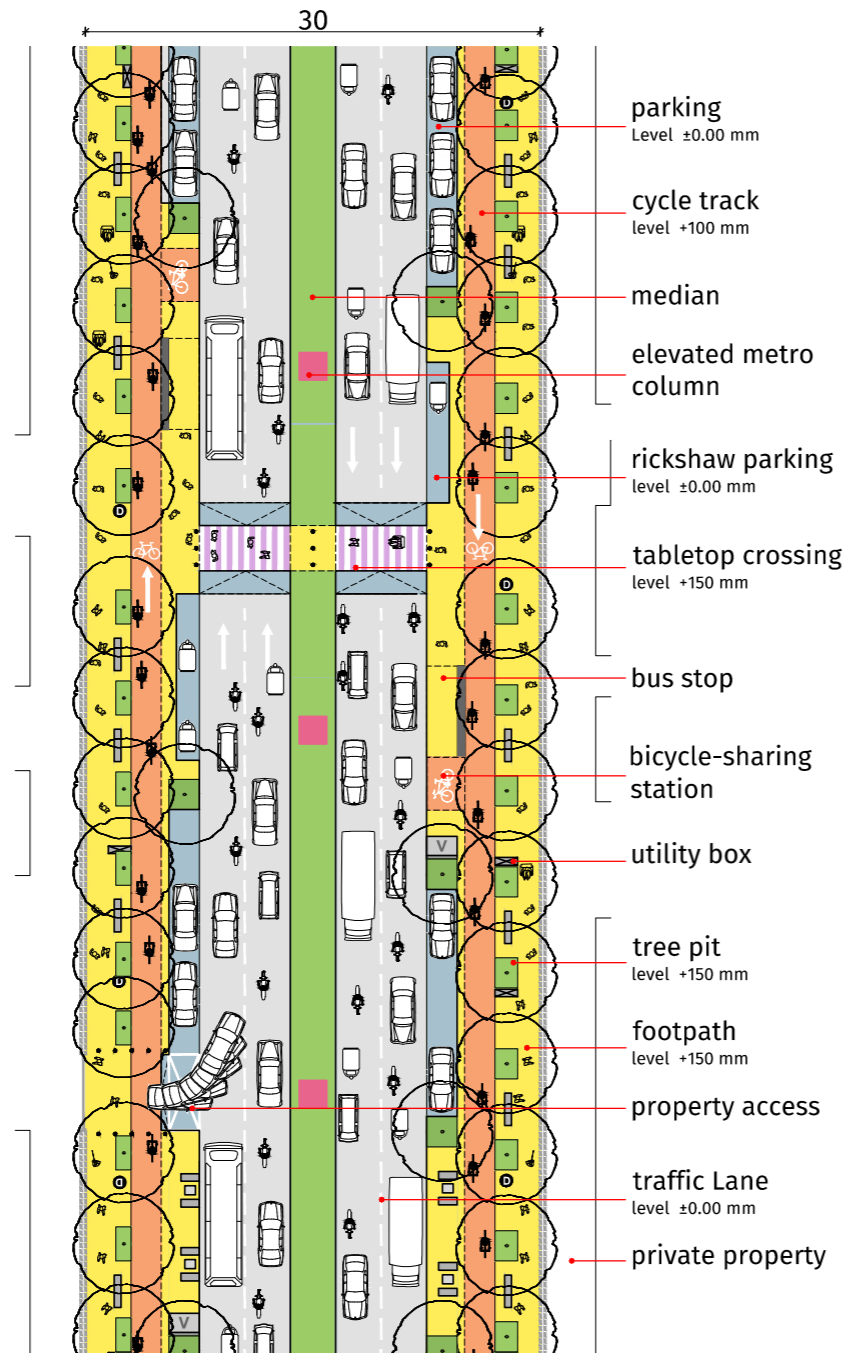 30
parking
Level ±0.00 mm
cycle track
level +100 mm
median
elevated metro
column
rickshaw parking
level ±0.00 mm
tabletop crossing
level +150 mm
bus stop
bicycle-sharing
station
utility box
tree pit
level +150 mm
footpath
level +150 mm
property access
traffic Lane
level ±0.00 mm
private property
D
D
D
D
D
D
V
V